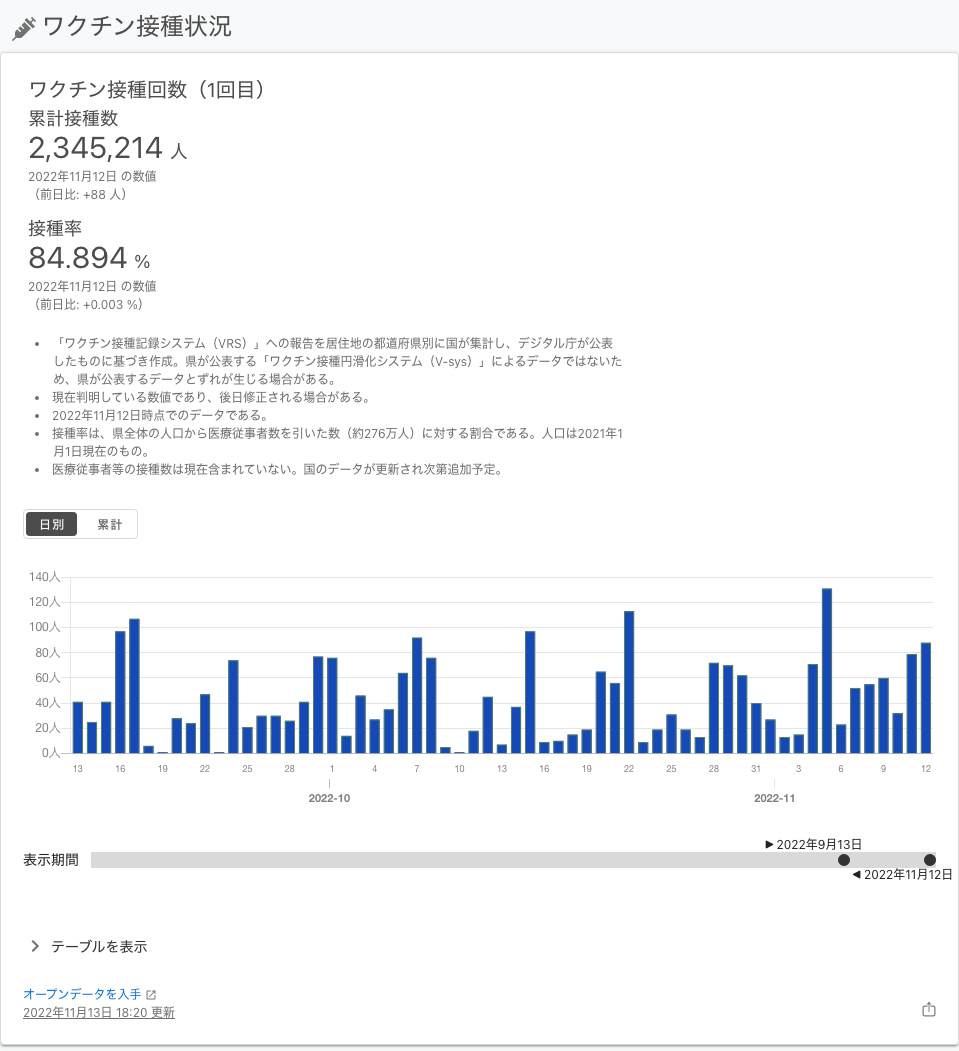 ワクチン接種状況
ワクチン接種回数（1回目）
累計接種数
2,345,214 人
2022年11月12日 の数値
（前日比: +88 人）
接種率
84.894 %
2022年11月12日 の数値
（前日比: +0.003 %）
• 「ワクチン接種記録システム（VRS）」への報告を居住地の都道府県別に国が集計し、デジタル庁が公表
したものに基づき作成。県が公表する「ワクチン接種円滑化システム（V-sys）」によるデータではないた
め、県が公表するデータとずれが生じる場合がある。
• 現在判明している数値であり、後日修正される場合がある。
• 2022年11月12日時点でのデータである。
• 接種率は、県全体の人口から医療従事者数を引いた数（約276万人）に対する割合である。人口は2021年1
月1日現在のもの。
• 医療従事者等の接種数は現在含まれていない。国のデータが更新され次第追加予定。
日別 累計
140人
120人
100人
80人
60人
40人
20人
0人
13 16 19 22 25 28 1 4 7 10 13 16 19 22 25 28 31 3 6 9 12
2022-10 2022-11
▶ 2022年9月13日
表示期間
◀ 2022年11月12日
テーブルを表示
オープンデータを入手
2022年11月13日 18:20 更新